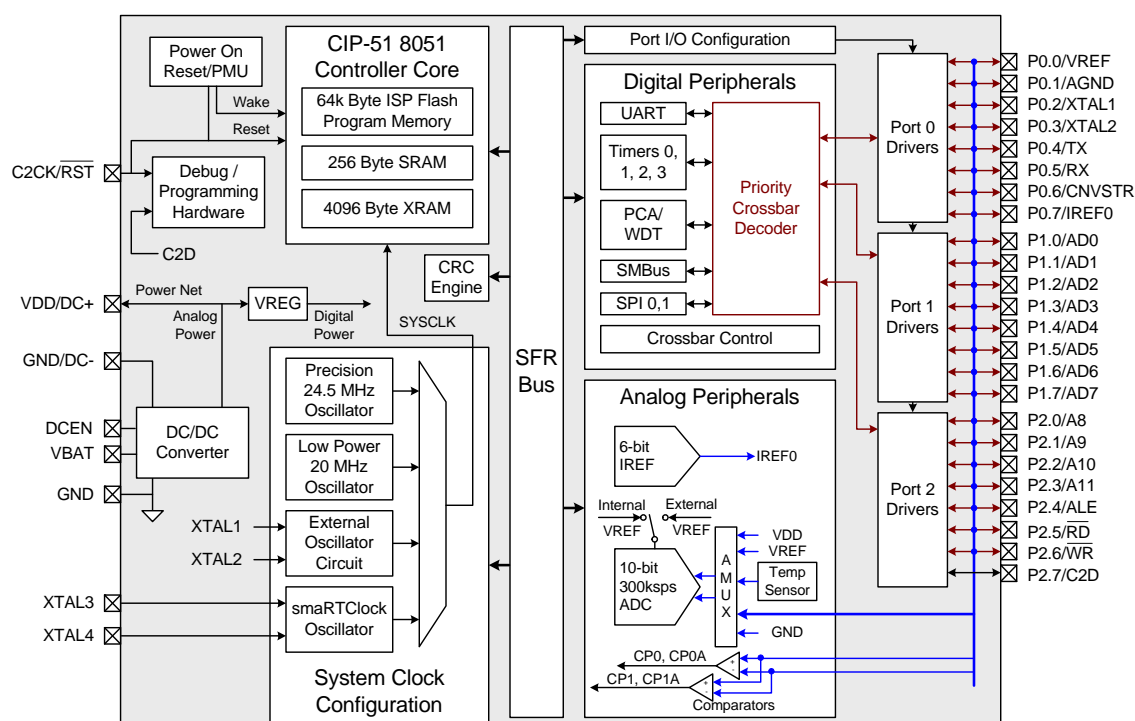 Power On
Reset/PMU
Wake
Reset
C2CK/RST
Debug /
Programming
Hardware
C2D
VDD/DC+
Power Net
Analog
Power
VREG
Digital
Power
GND/DC-
DCEN
VBAT
GND
DC/DC
Converter
XTAL1
XTAL2
XTAL3
XTAL4
CIP-51 8051
Controller Core
64k Byte ISP Flash
Program Memory
256 Byte SRAM
4096 Byte XRAM
CRC
Engine
SYSCLK
Precision
24.5 MHz
Oscillator
Low Power
20 MHz
Oscillator
External
Oscillator
Circuit
smaRTClock
Oscillator
System Clock
Configuration
SFR
Bus
Port I/O Configuration
Digital Peripherals
UART
Timers 0,
1, 2, 3
PCA/
WDT
SMBus
SPI 0,1
Priority
Crossbar
Decoder
Crossbar Control
Analog Peripherals
6-bit
IREF
IREF0
Internal
VREF
External
VREF
10-bit
300ksps
ADC
A
M
U
X
VDD
VREF
Temp
Sensor
GND
CP0, CP0A
+
-
CP1, CP1A
+
-
Comparators
Port 0
Drivers
Port 1
Drivers
Port 2
Drivers
P0.0/VREF
P0.1/AGND
P0.2/XTAL1
P0.3/XTAL2
P0.4/TX
P0.5/RX
P0.6/CNVSTR
P0.7/IREF0
P1.0/AD0
P1.1/AD1
P1.2/AD2
P1.3/AD3
P1.4/AD4
P1.5/AD5
P1.6/AD6
P1.7/AD7
P2.0/A8
P2.1/A9
P2.2/A10
P2.3/A11
P2.4/ALE
P2.5/RD
P2.6/WR
P2.7/C2D